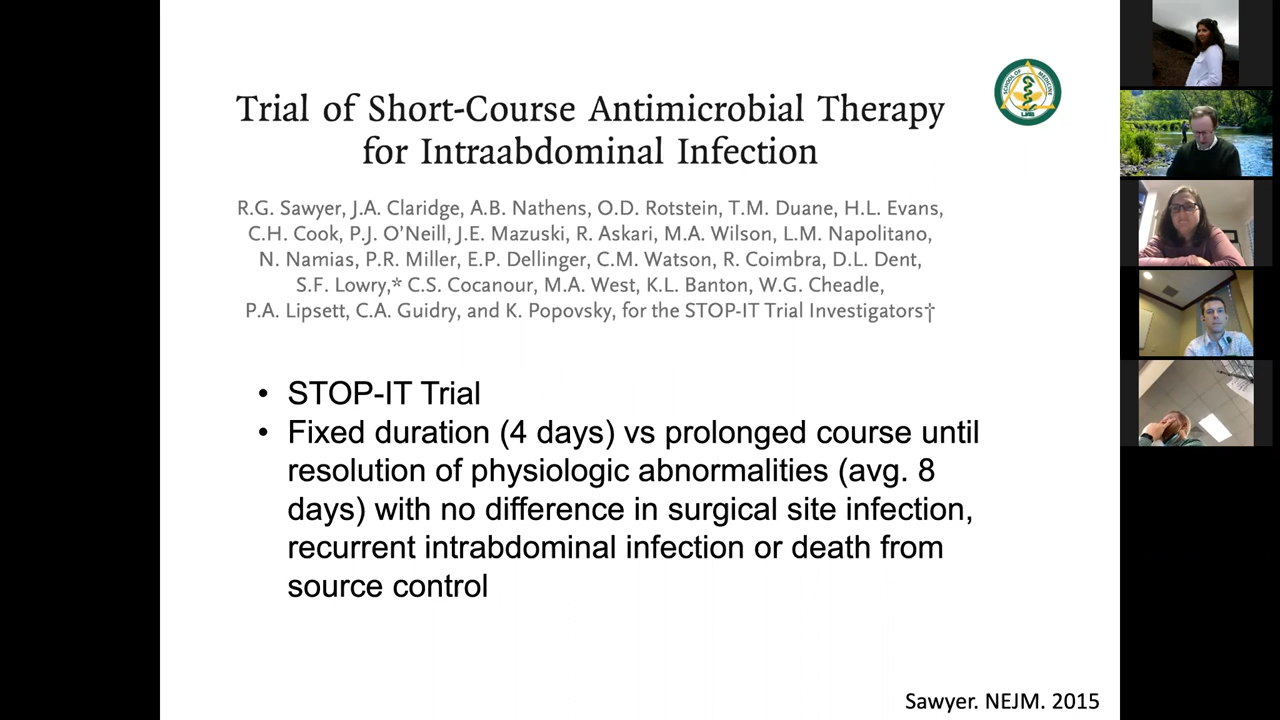 Trial of Short-Course Antimicrobial Therapy
for Intraabdominal Infection
SCHOOL OF MEDICINE
UAB
R.G. Sawyer, J.A. Claridge, A.B. Nathens, O.D. Rotstein, T.M. Duane, H.L. Evans,
C.H. Cook, P.J. O’Neill, J.E. Mazuski, R. Askari, M.A. Wilson, L.M. Napolitano,
N. Namias, P.R. Miller, E.P. Dellinger, C.M. Watson, R. Coimbra, D.L. Dent,
S.F. Lowry,* C.S. Cocanour, M.A. West, K.L. Banton, W.G. Cheadle,
P.A. Lipsett, C.A. Guidry, and K. Popovsky, for the STOP-IT Trial Investigators†
• STOP-IT Trial
• Fixed duration (4 days) vs prolonged course until
resolution of physiologic abnormalities (avg. 8
days) with no difference in surgical site infection,
recurrent intrabdominal infection or death from
source control
Sawyer. NEJM. 2015